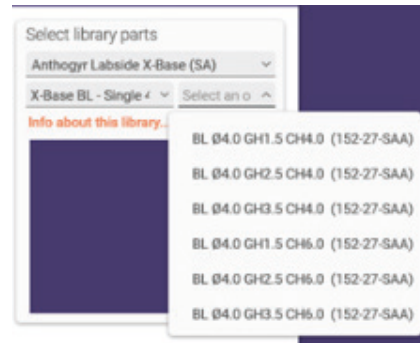 Select library parts
Anthogyr Labside X-Base (SA)
X-Base BL - Single
Select an o
Info about this library...
BL Ø4.0 GH1.5 CH4.0 (152-27-SAA)
BL Ø4.0 GH2.5 CH4.0 (152-27-SAA)
BL Ø4.0 GH3.5 CH4.0 (152-27-SAA)
BL Ø4.0 GH1.5 CH6.0 (152-27-SAA)
BL Ø4.0 GH2.5 CH6.0 (152-27-SAA)
BL Ø4.0 GH3.5 CH6.0 (152-27-SAA)